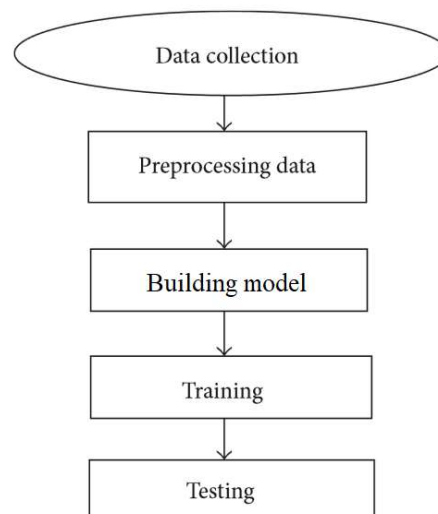 Data collection
Preprocessing data
Building model
Training
Testing